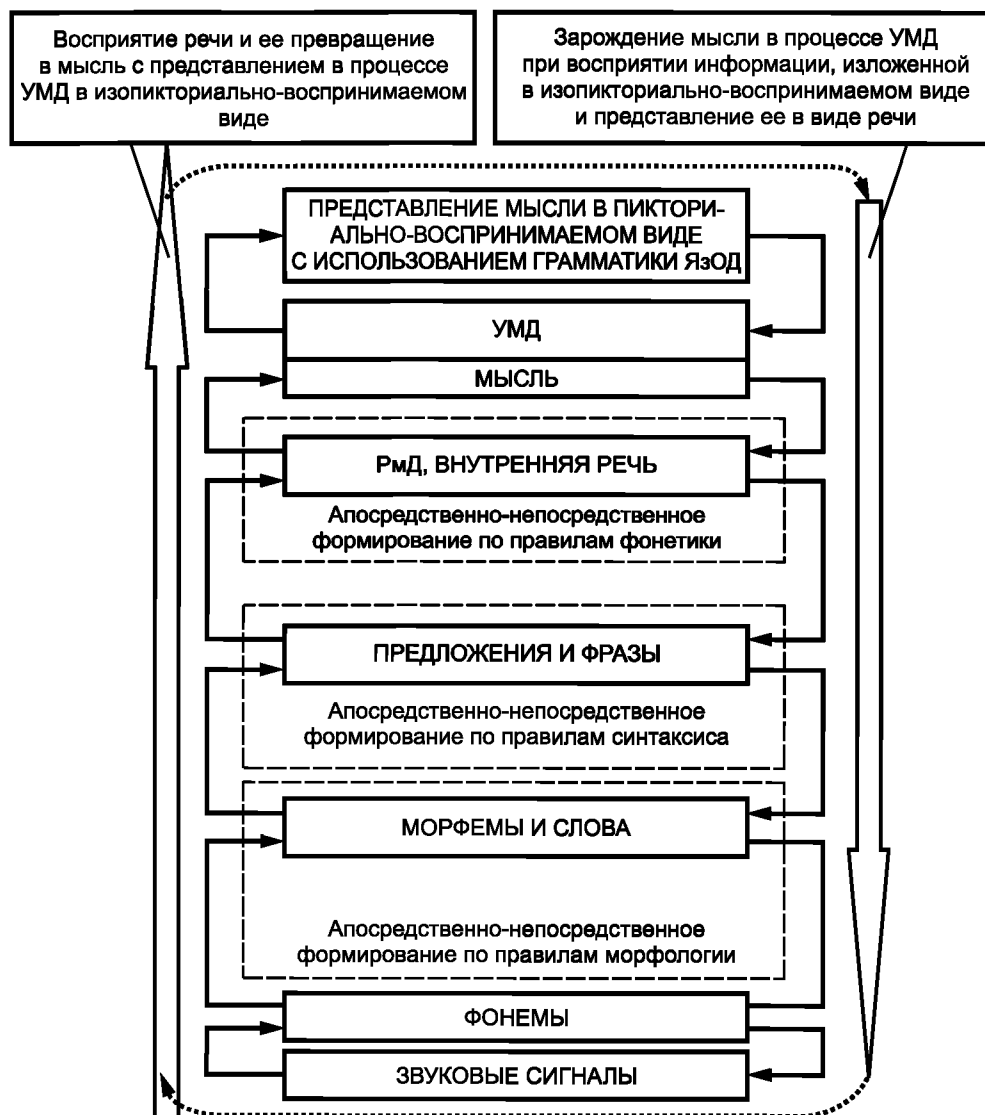 Восприятие речи и ее превращение
в мысль с представлением в процессе
УМД в изопикториально-воспринимаемом
виде
Зарождение мысли в процессе УМД
при восприятии информации, изложенной
в изопикториально-воспринимаемом виде
и представление ее в виде речи
ПРЕДСТАВЛЕНИЕ МЫСЛИ В ПИКТОРИ-
АЛЬНО-ВОСПРИНИМАЕМОМ ВИДЕ
С ИСПОЛЬЗОВАНИЕМ ГРАММАТИКИ ЯзОД
УМД
МЫСЛЬ
РмД, ВНУТРЕННЯЯ РЕЧЬ
Апосредственно-непосредственное
формирование по правилам фонетики
ПРЕДЛОЖЕНИЯ И ФРАЗЫ
Апосредственно-непосредственное
формирование по правилам синтаксиса
МОРФЕМЫ И СЛОВА
Апосредственно-непосредственное
формирование по правилам морфологии
ФОНЕМЫ
ЗВУКОВЫЕ СИГНАЛЫ